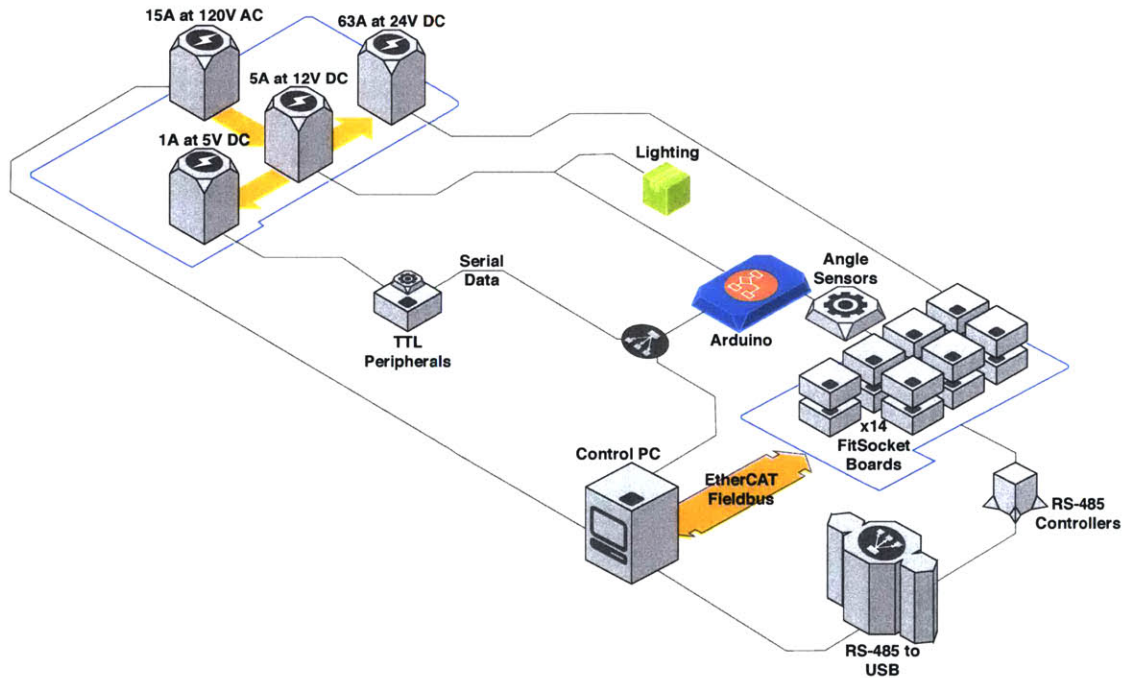 15A at 120V AC
63A at 24V DC
5A at 12V DC
1A at 5V DC
Lighting
Serial
Data
Angle
Sensors
TTL
Peripherals
Arduino
x14
FitSocket
Boards
Control PC
EtherCAT
Fieldbus
RS-485
Controllers
RS-485 to
USB